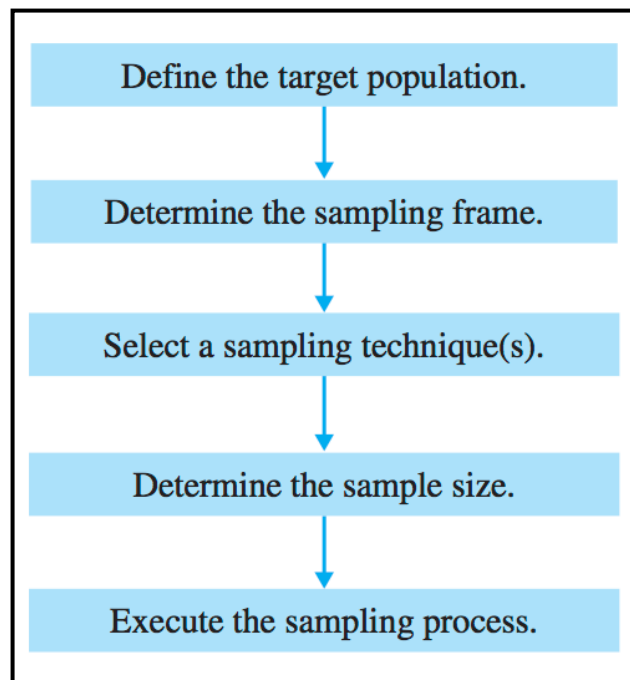 Define the target population.
Determine the sampling frame.
Select a sampling technique(s).
Determine the sample size.
Execute the sampling process.